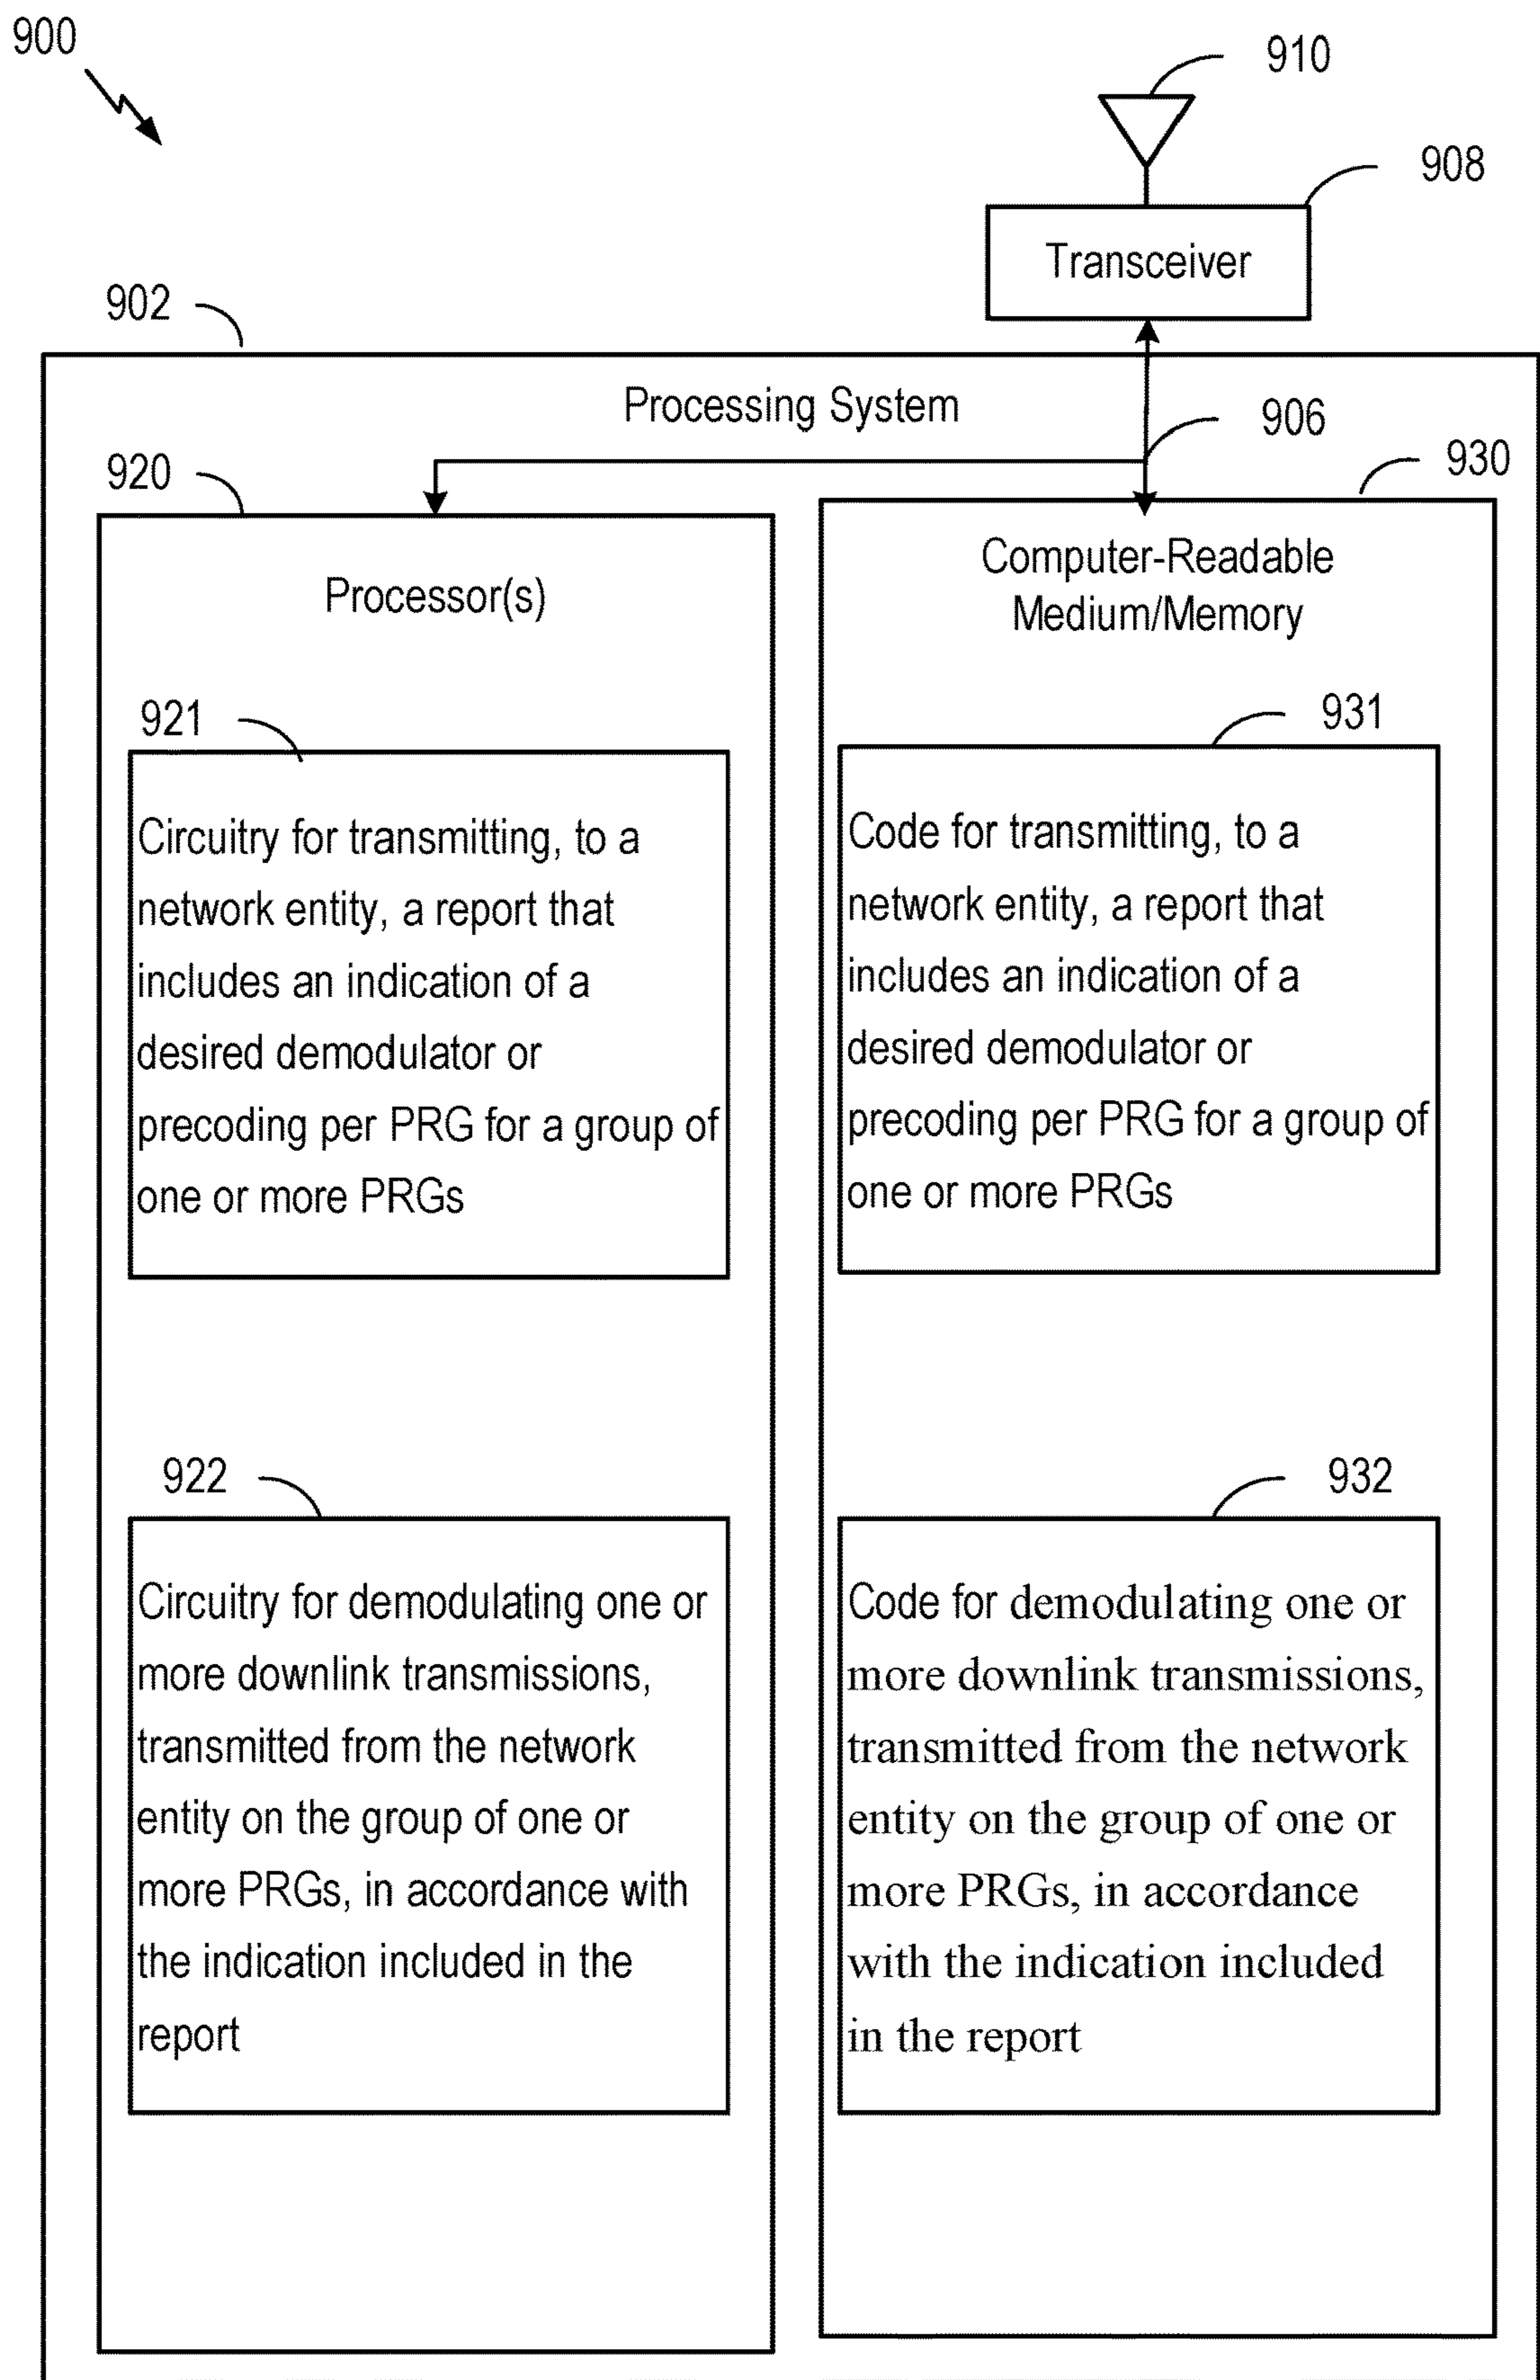 900
910
908
Transceiver
902
Processing System
906
920
930
Processor(s)
Computer-Readable
Medium/Memory
921
Circuitry for transmitting, to a
network entity, a report that
includes an indication of a
desired demodulator or
precoding per PRG for a group of
one or more PRGs
931
Code for transmitting, to a
network entity, a report that
includes an indication of a
desired demodulator or
precoding per PRG for a group of
one or more PRGs
922
Circuitry for demodulating one or
more downlink transmissions,
transmitted from the network
entity on the group of one or
more PRGs, in accordance with
the indication included in the
report
932
Code for demodulating one or
more downlink transmissions,
transmitted from the network
entity on the group of one or
more PRGs, in accordance
with the indication included
in the report